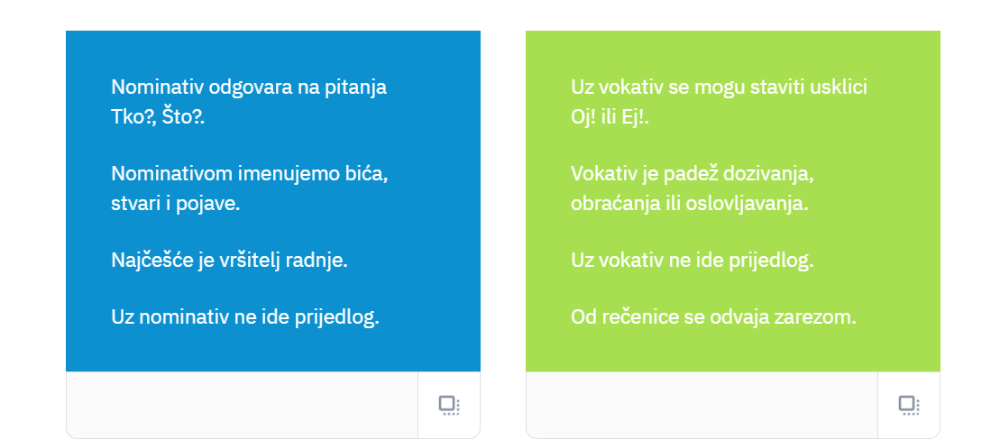 Nominativ odgovara na pitanja
Tko?, Što?.
Nominativom imenujemo bića,
stvari i pojave.
Najčešće je vršitelj radnje.
Uz nominativ ne ide prijedlog.
Uz vokativ se mogu staviti usklici
Oj! ili Ej!.
Vokativ je padež dozivanja,
obraćanja ili oslovljavanja.
Uz vokativ ne ide prijedlog.
Od rečenice se odvaja zarezom.